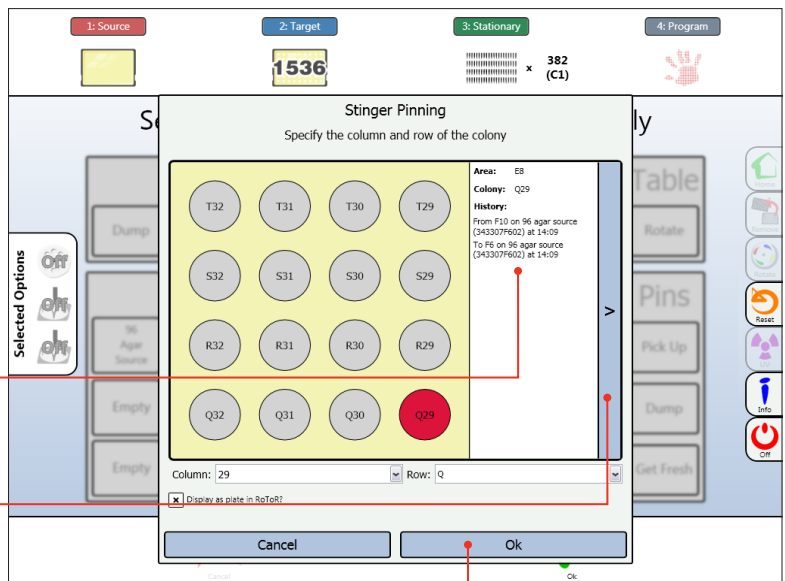 1: Source
2: Target
3: Stationary
4: Program
1536
x
382
(C1)
Se
ly
Stinger Pinning
Specify the column and row of the colony
T32
T31
T30
T29
S32
S31
S30
S29
R32
R31
R30
R29
Q32
Q31
Q30
Q29
Area: E8
Colony: Q29
History:
From F10 on 96 agar source
(343307F602) at 14:09
To F6 on 96 agar source
(343307F602) at 14:09
>
Column: 29
Row: Q
x Display as plate in RoToR?
Cancel
Ok
Selected Options
Off
Off
Off
Dump
96
Agar
Source
Empty
Empty
Table
Rotate
Pins
Pick Up
Dump
Get Fresh
Home
Rotate
Reset
UV
Info
Off
Cancel
Ok